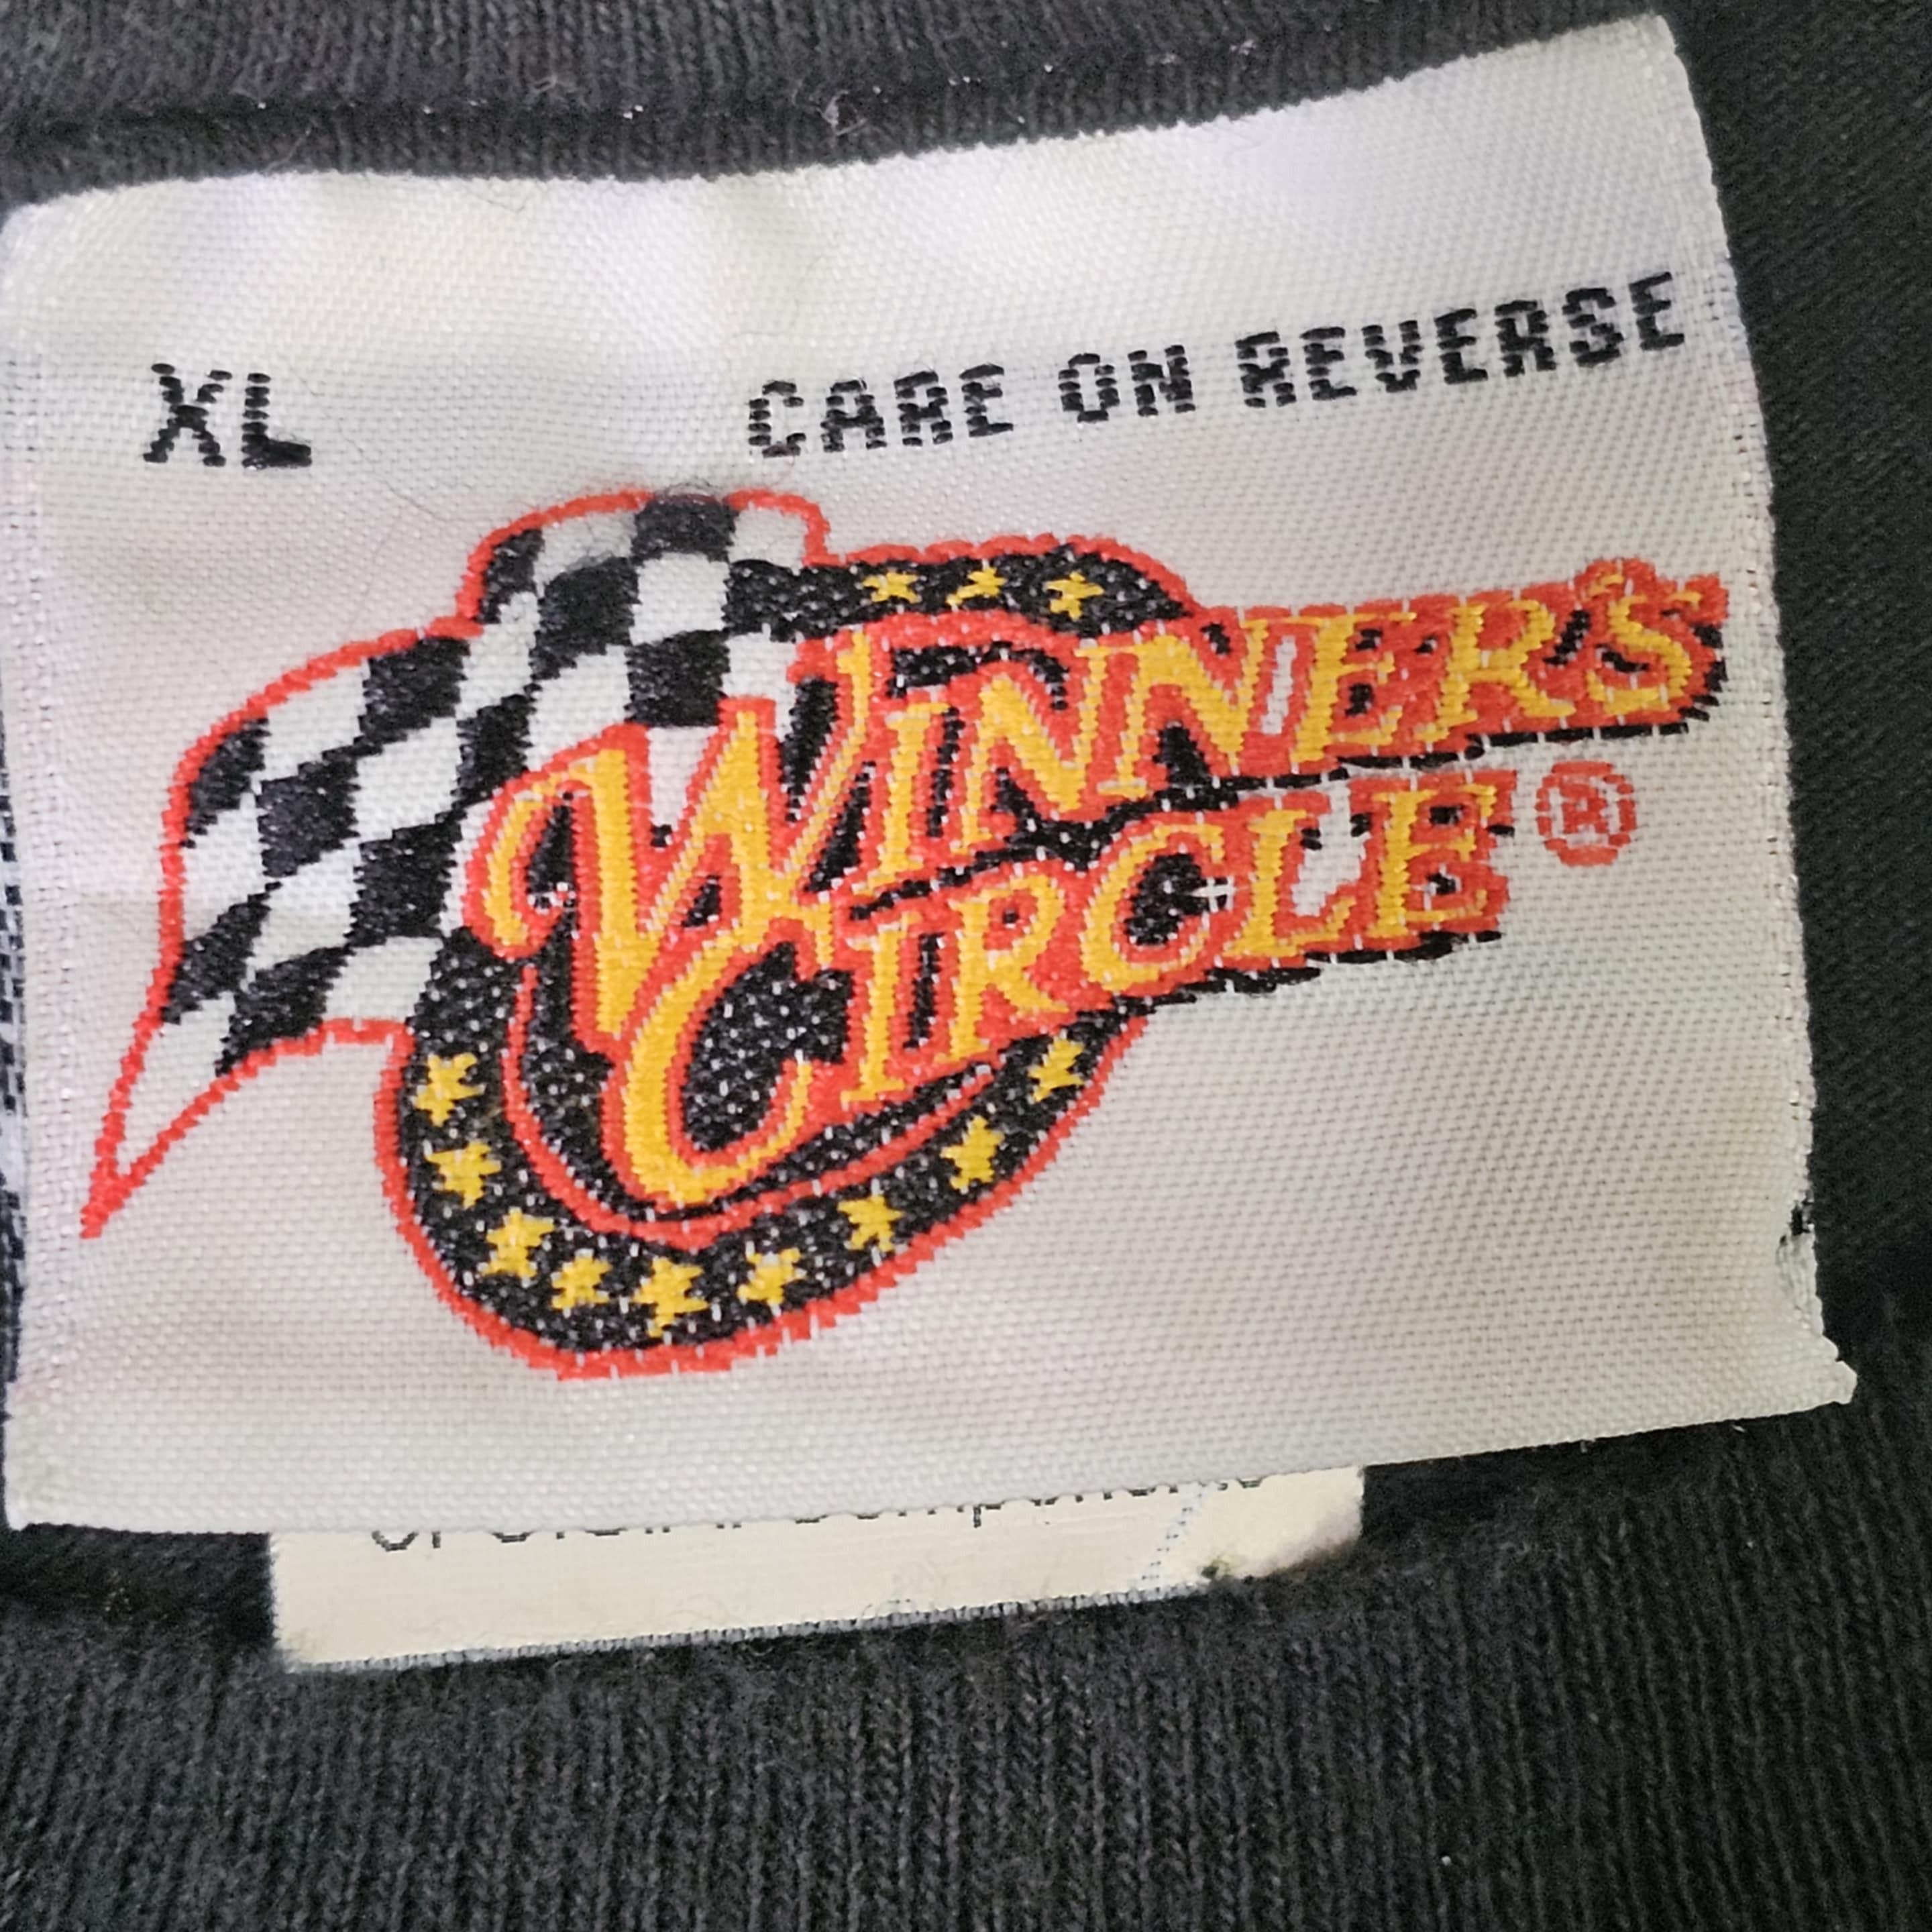 XL CARE ON REVERSE
WINNER'S
CIRCLE®